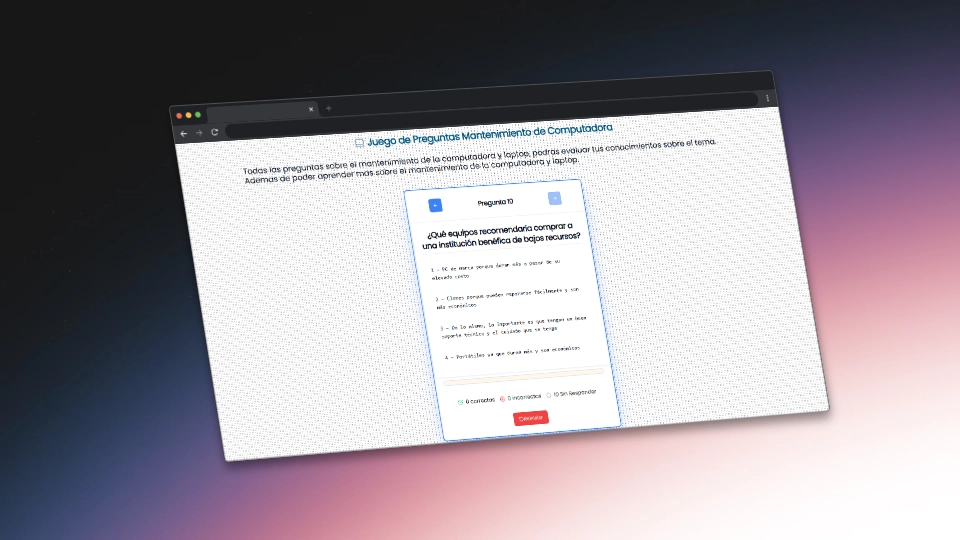 Juego de Preguntas Mantenimiento de Computadora
Todas las preguntas sobre el mantenimiento de la computadora y laptop, podras evaluar tus conocimientos sobre el tema.
Ademas de poder aprender mas sobre el mantenimiento de la computadora y laptop.
Pregunta 10
¿Qué equipos recomendaría comprar a
una institución benéfica de bajos recursos?
1 - PC de marca porque duran más a pesar de su
elevado costo
2 - Clones porque pueden repararse fácilmente y son
más económicos
3 - Da lo mismo, lo importante es que tengan un buen
soporte técnico y el cuidado que se tenga
4 - Portátiles ya que duran más y son económicos
0 correctas 0 incorrectas 10 Sin Responder
Reiniciar